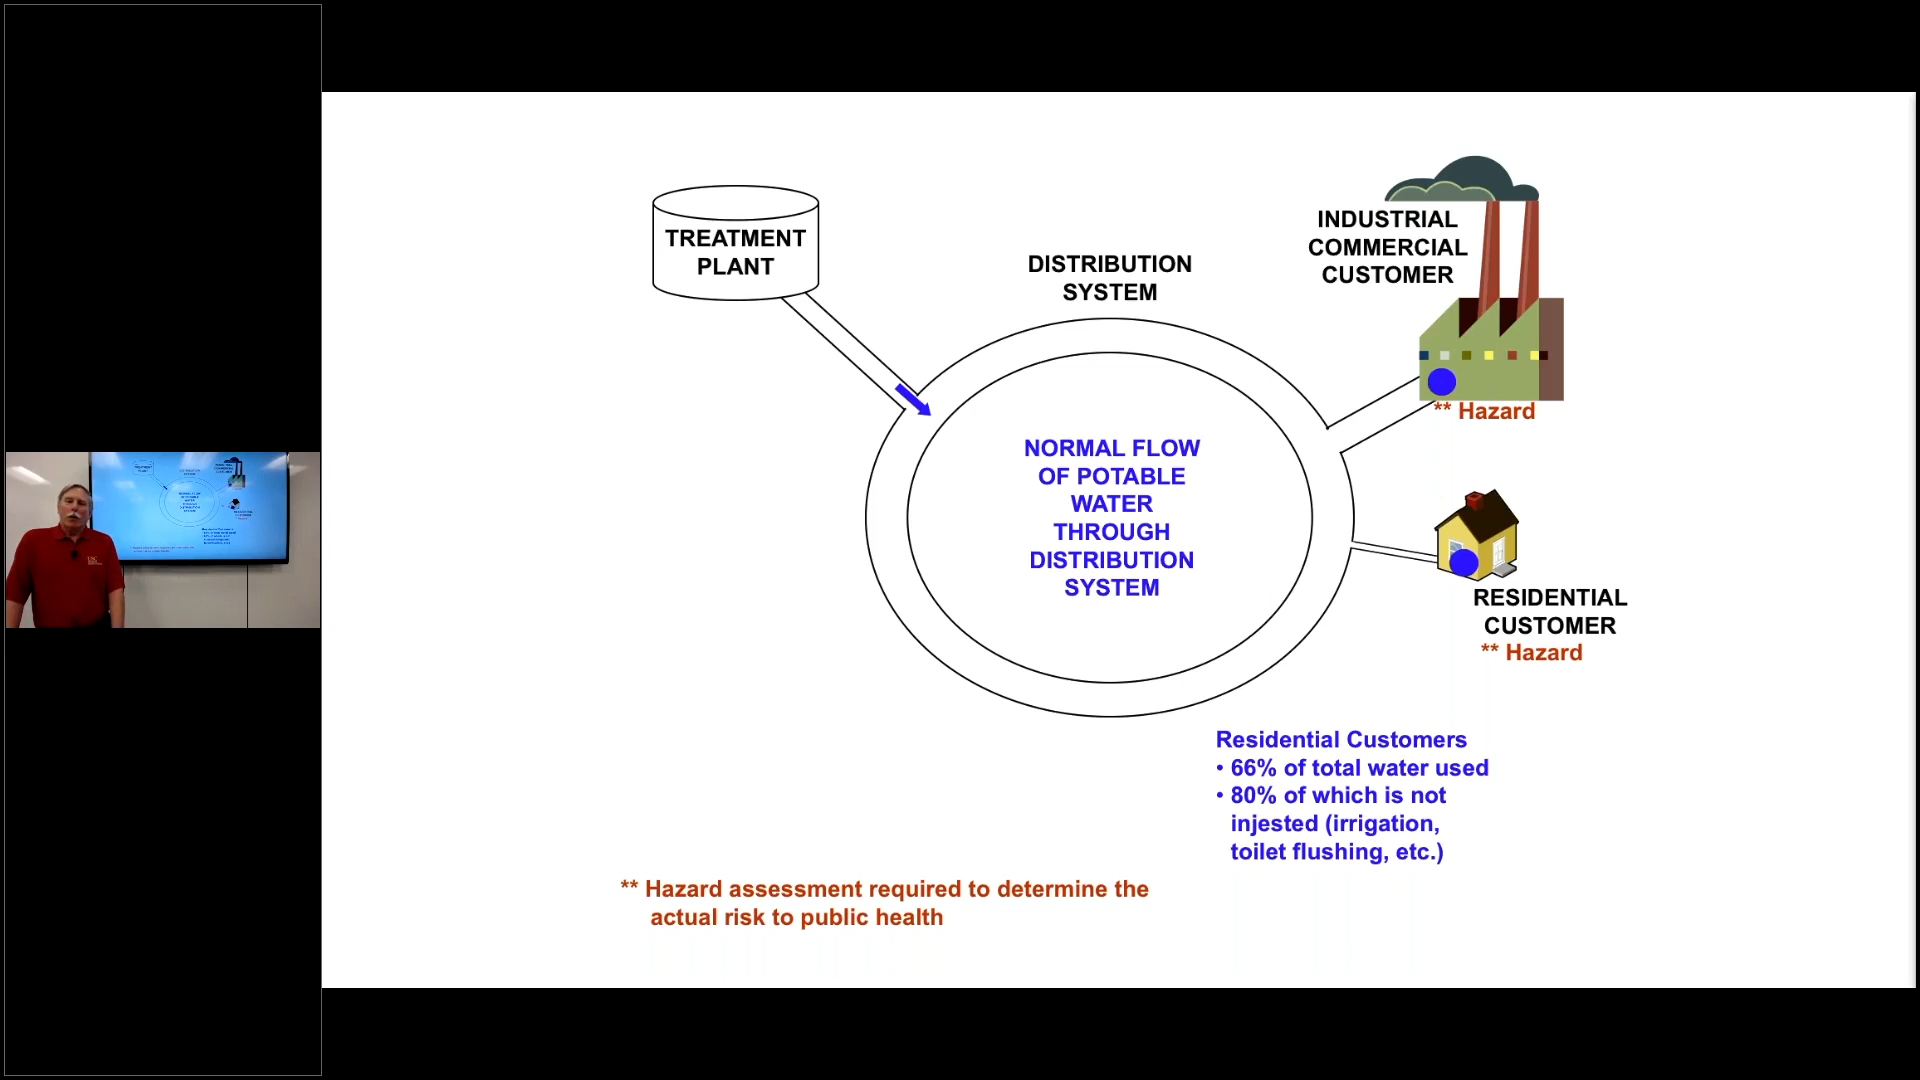 TREATMENT
PLANT
DISTRIBUTION
SYSTEM
INDUSTRIAL
COMMERCIAL
CUSTOMER
** Hazard
NORMAL FLOW
OF POTABLE
WATER
THROUGH
DISTRIBUTION
SYSTEM
RESIDENTIAL
CUSTOMER
** Hazard
Residential Customers
• 66% of total water used
• 80% of which is not
injested (irrigation,
toilet flushing, etc.)
** Hazard assessment required to determine the
actual risk to public health
USC